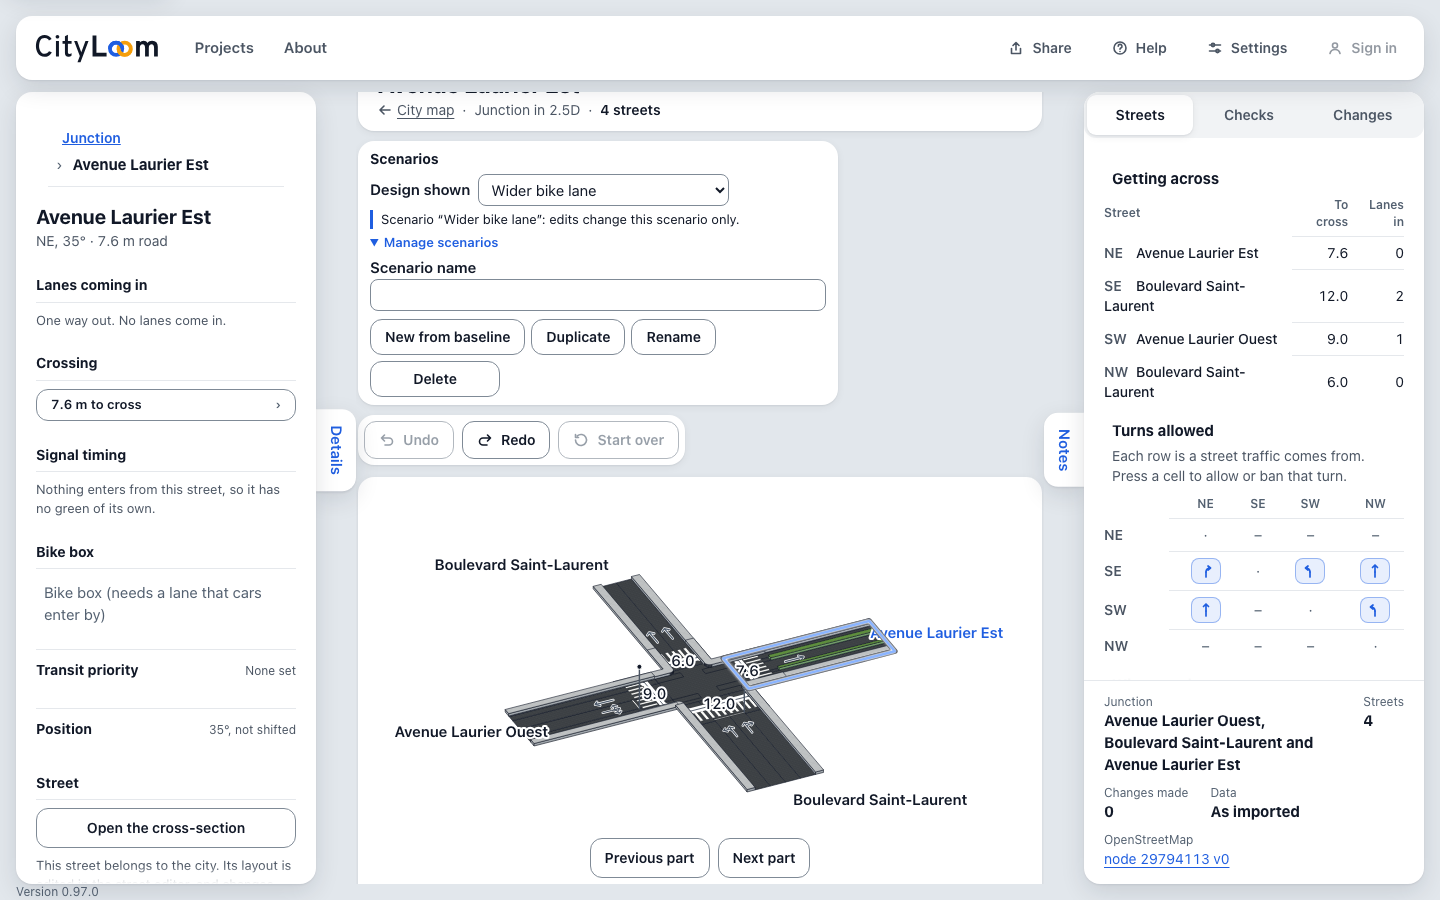 CityLoom
Projects
About
Share
Help
Settings
Sign in
Junction
› Avenue Laurier Est
Avenue Laurier Est
NE, 35° · 7.6 m road
Lanes coming in
One way out. No lanes come in.
Crossing
7.6 m to cross ›
Signal timing
Nothing enters from this street, so it has
no green of its own.
Bike box
Bike box (needs a lane that cars
enter by)
Transit priority
None set
Position
35°, not shifted
Street
Open the cross-section
This street belongs to the city. Its layout is
Version 0.97.0
Details
Avenue Laurier Est
← City map · Junction in 2.5D · 4 streets
Scenarios
Design shown
Wider bike lane
Scenario “Wider bike lane”: edits change this scenario only.
▼ Manage scenarios
Scenario name
New from baseline
Duplicate
Rename
Delete
Undo
Redo
Start over
Boulevard Saint-Laurent
Avenue Laurier Est
6.0
7.6
9.0
12.0
Avenue Laurier Ouest
Boulevard Saint-Laurent
Previous part
Next part
Notes
Streets
Checks
Changes
Getting across
Street
To
cross
Lanes
in
NE Avenue Laurier Est 7.6 0
SE Boulevard Saint-
Laurent 12.0 2
SW Avenue Laurier Ouest 9.0 1
NW Boulevard Saint-
Laurent 6.0 0
Turns allowed
Each row is a street traffic comes from.
Press a cell to allow or ban that turn.
NE SE SW NW
NE · – – –
SE ·
SW – ·
NW – – – ·
Junction
Avenue Laurier Ouest,
Boulevard Saint-Laurent and
Avenue Laurier Est
Streets
4
Changes made
0
Data
As imported
OpenStreetMap
node 29794113 v0